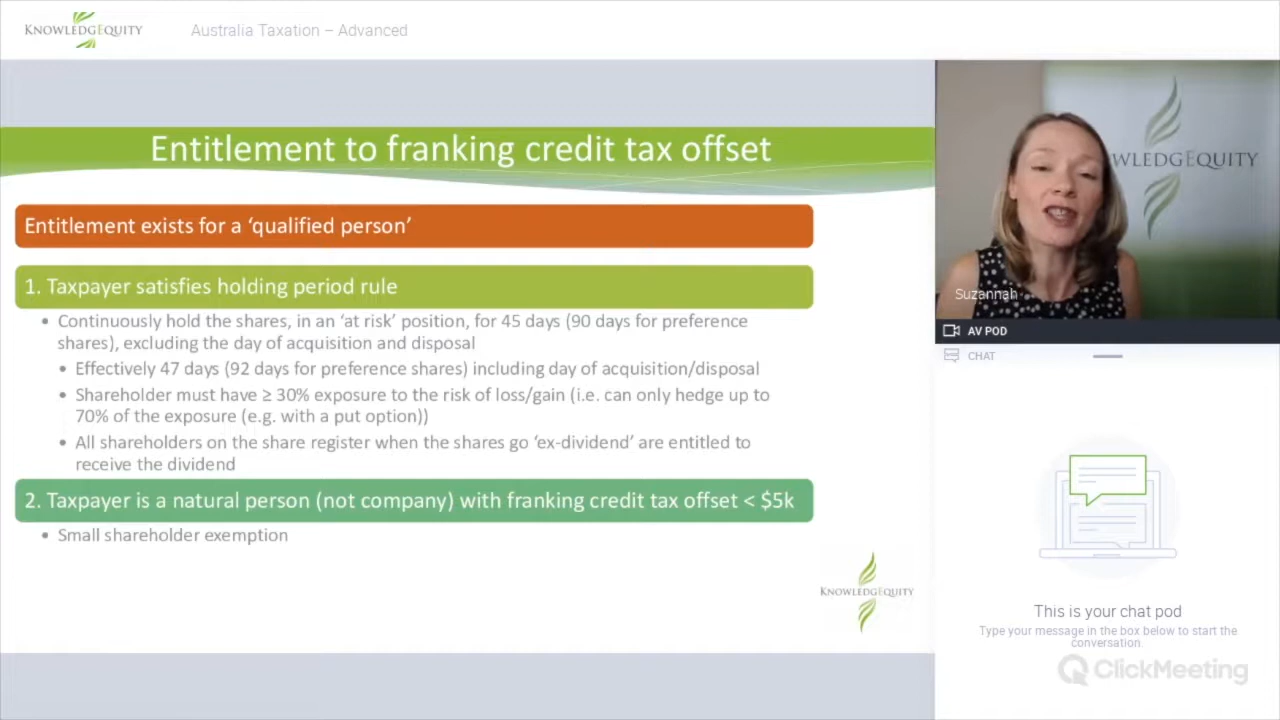 KNOWLEDGEQUITY
Australia Taxation – Advanced
Entitlement to franking credit tax offset
Entitlement exists for a ‘qualified person’
1. Taxpayer satisfies holding period rule
• Continuously hold the shares, in an ‘at risk’ position, for 45 days (90 days for preference
shares), excluding the day of acquisition and disposal
• Effectively 47 days (92 days for preference shares) including day of acquisition/disposal
• Shareholder must have ≥ 30% exposure to the risk of loss/gain (i.e. can only hedge up to
70% of the exposure (e.g. with a put option))
• All shareholders on the share register when the shares go ‘ex-dividend’ are entitled to
receive the dividend
2. Taxpayer is a natural person (not company) with franking credit tax offset < $5k
• Small shareholder exemption
KNOWLEDGEQUITY
WLEDGEQUITY
Suzannah
AV POD
CHAT
This is your chat pod
Type your message in the box below to start the
conversation.
ClickMeeting